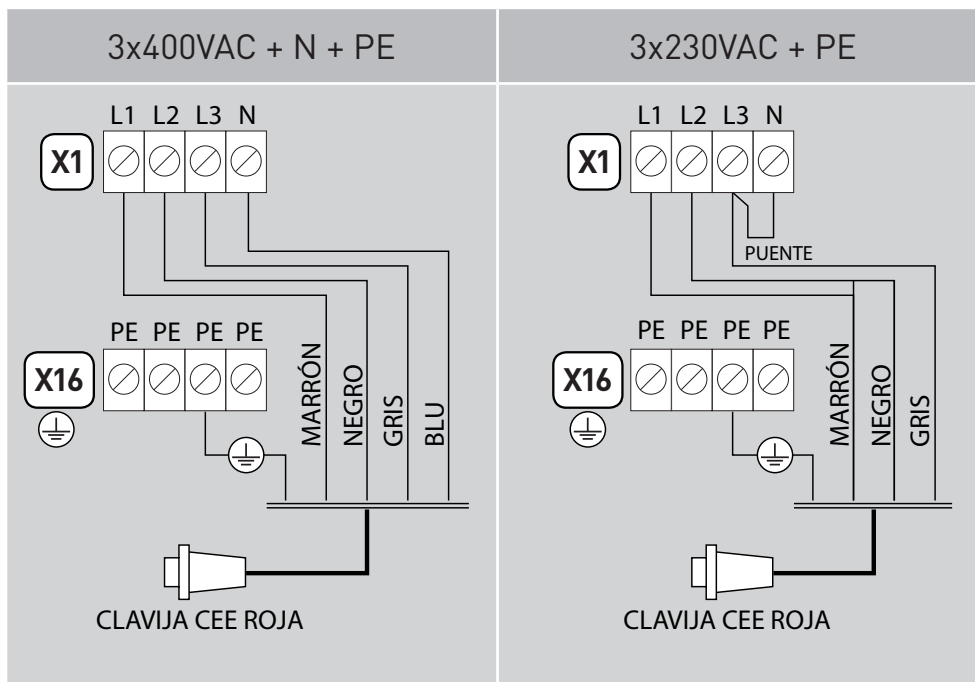 3x400VAC + N + PE
L1 L2 L3 N
X1
PE PE PE PE
X16
MARRÓN
NEGRO
GRIS
BLU
CLAVIJA CEE ROJA
3x230VAC + PE
L1 L2 L3 N
X1
PUENTE
PE PE PE PE
X16
MARRÓN
NEGRO
GRIS
CLAVIJA CEE ROJA